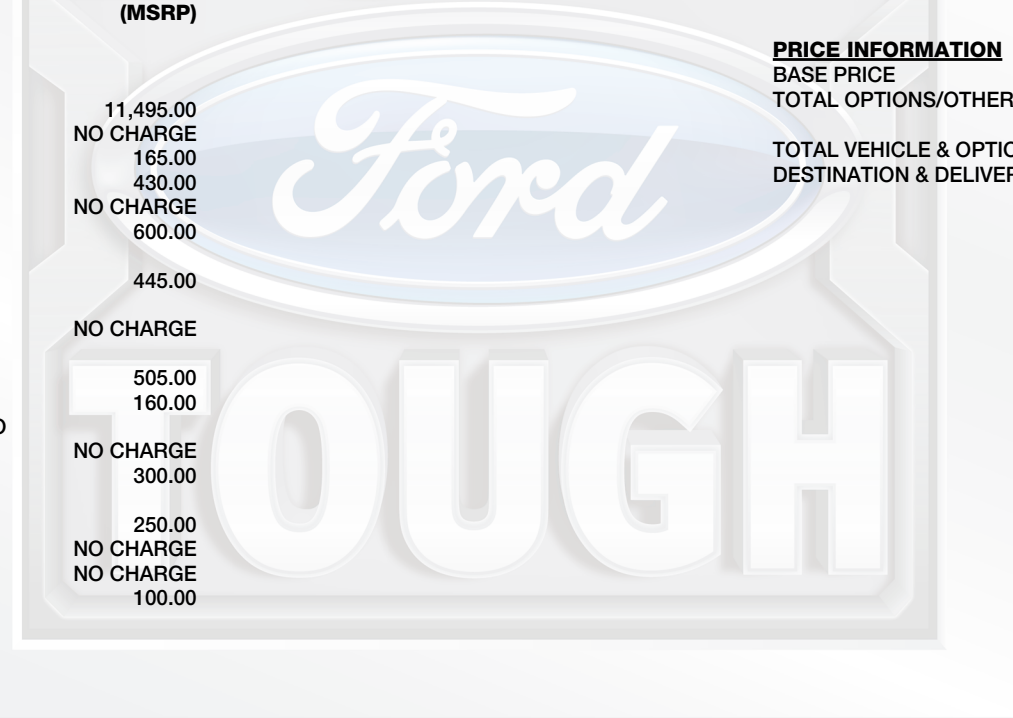 (MSRP)
11,495.00
NO CHARGE
165.00
430.00
NO CHARGE
600.00
445.00
NO CHARGE
505.00
160.00
NO CHARGE
300.00
250.00
NO CHARGE
NO CHARGE
100.00
PRICE INFORMATION
BASE PRICE
TOTAL OPTIONS/OTHER
TOTAL VEHICLE & OPTIO
DESTINATION & DELIVER
Ford
TOUGH